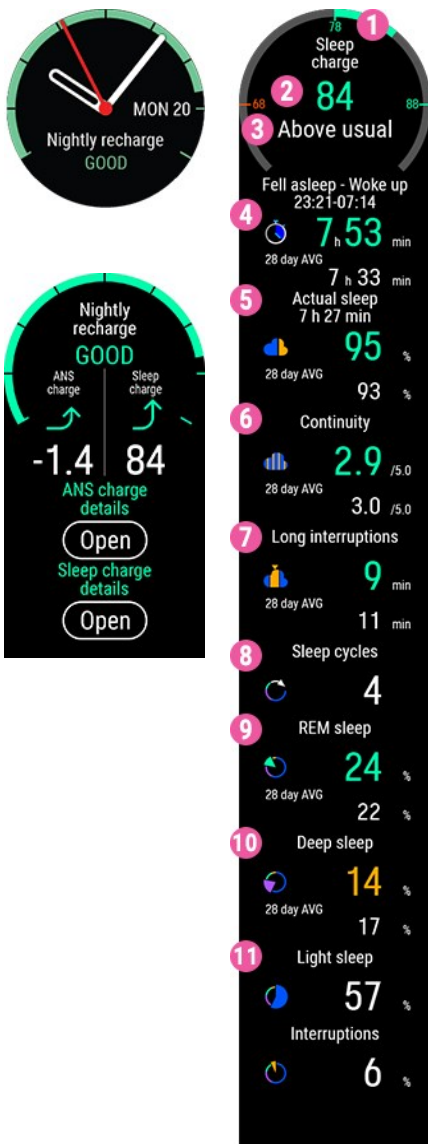 MON 20
Nightly recharge
GOOD
Nightly
recharge
GOOD
ANS
charge
Sleep
charge
-1.4
84
ANS charge
details
Open
Sleep charge
details
Open
1
78
Sleep
charge
2
68
84
88
3
Above usual
Fell asleep - Woke up
23:21-07:14
4
7 h 53 min
28 day AVG
7 h 33 min
5
Actual sleep
7 h 27 min
95 %
28 day AVG
93 %
6
Continuity
2.9 /5.0
28 day AVG
3.0 /5.0
7
Long interruptions
9 min
28 day AVG
11 min
8
Sleep cycles
4
9
REM sleep
24 %
28 day AVG
22 %
10
Deep sleep
14 %
28 day AVG
17 %
11
Light sleep
57 %
Interruptions
6 %